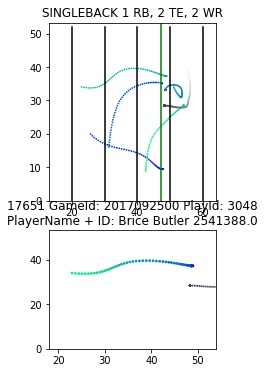 SINGLEBACK 1 RB, 2 TE, 2 WR
50
40
30
20
10
0
20 40 60
17651 GameId: 2017092500 PlayId: 3048
PlayerName + ID: Brice Butler 2541388.0
40
20
0
20 30 40 50